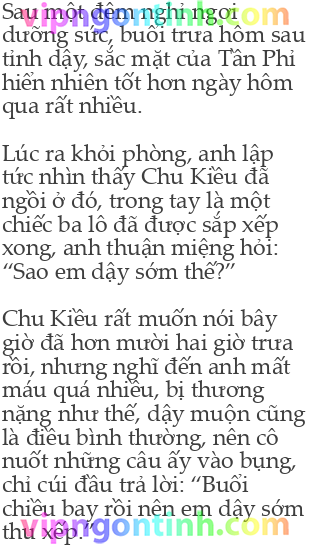 Sau một đêm nghỉ ngơi
vipngontinh.com
dưỡng sức, buổi trưa hôm sau
tỉnh dậy, sắc mặt của Tần Phỉ
hiển nhiên tốt hơn ngày hôm
qua rất nhiều.
vipngontinh.com
Lúc ra khỏi phòng, anh lập
tức nhìn thấy Chu Kiều đã
ngồi ở đó, trong tay là một
chiếc ba lô đã được sắp xếp
xong, anh thuận miệng hỏi:
“Sao em dậy sớm thế?”
Chu Kiều rất muốn nói bây
giờ đã hơn mười hai giờ trưa
rồi, nhưng nghĩ đến anh mất
máu quá nhiều, bị thương
nặng như thế, dậy muộn cũng
là điều bình thường, nên cô
nuốt những câu ấy vào bụng,
chỉ cúi đầu trả lời: “Buổi
chiều bay rồi nên em dậy sớm
thu xếp.”
vipngontinh.com